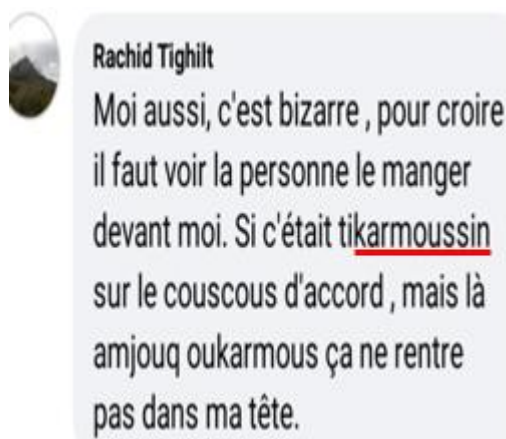 Rachid Tighilt
Moi aussi, c'est bizarre , pour croire
il faut voir la personne le manger
devant moi. Si c'était tikarmoussin
sur le couscous d'accord , mais là
amjouq oukarmous ça ne rentre
pas dans ma tête.